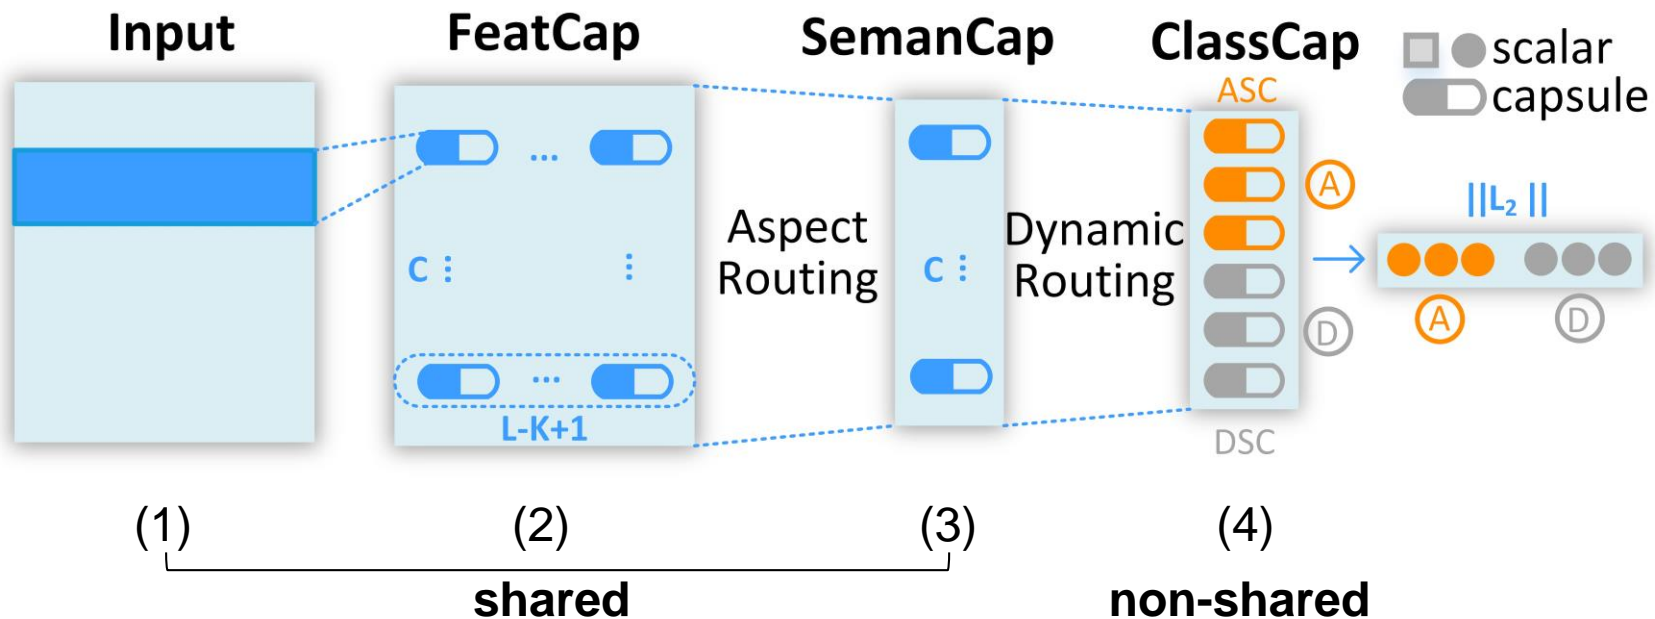 Input
FeatCap
SemanCap
ClassCap
scalar
capsule
ASC
...
A
||L₂ ||
Aspect
Routing
Dynamic
Routing
C ⋮
⋮
C ⋮
A
D
D
...
L-K+1
DSC
(1)
(2)
(3)
(4)
shared
non-shared